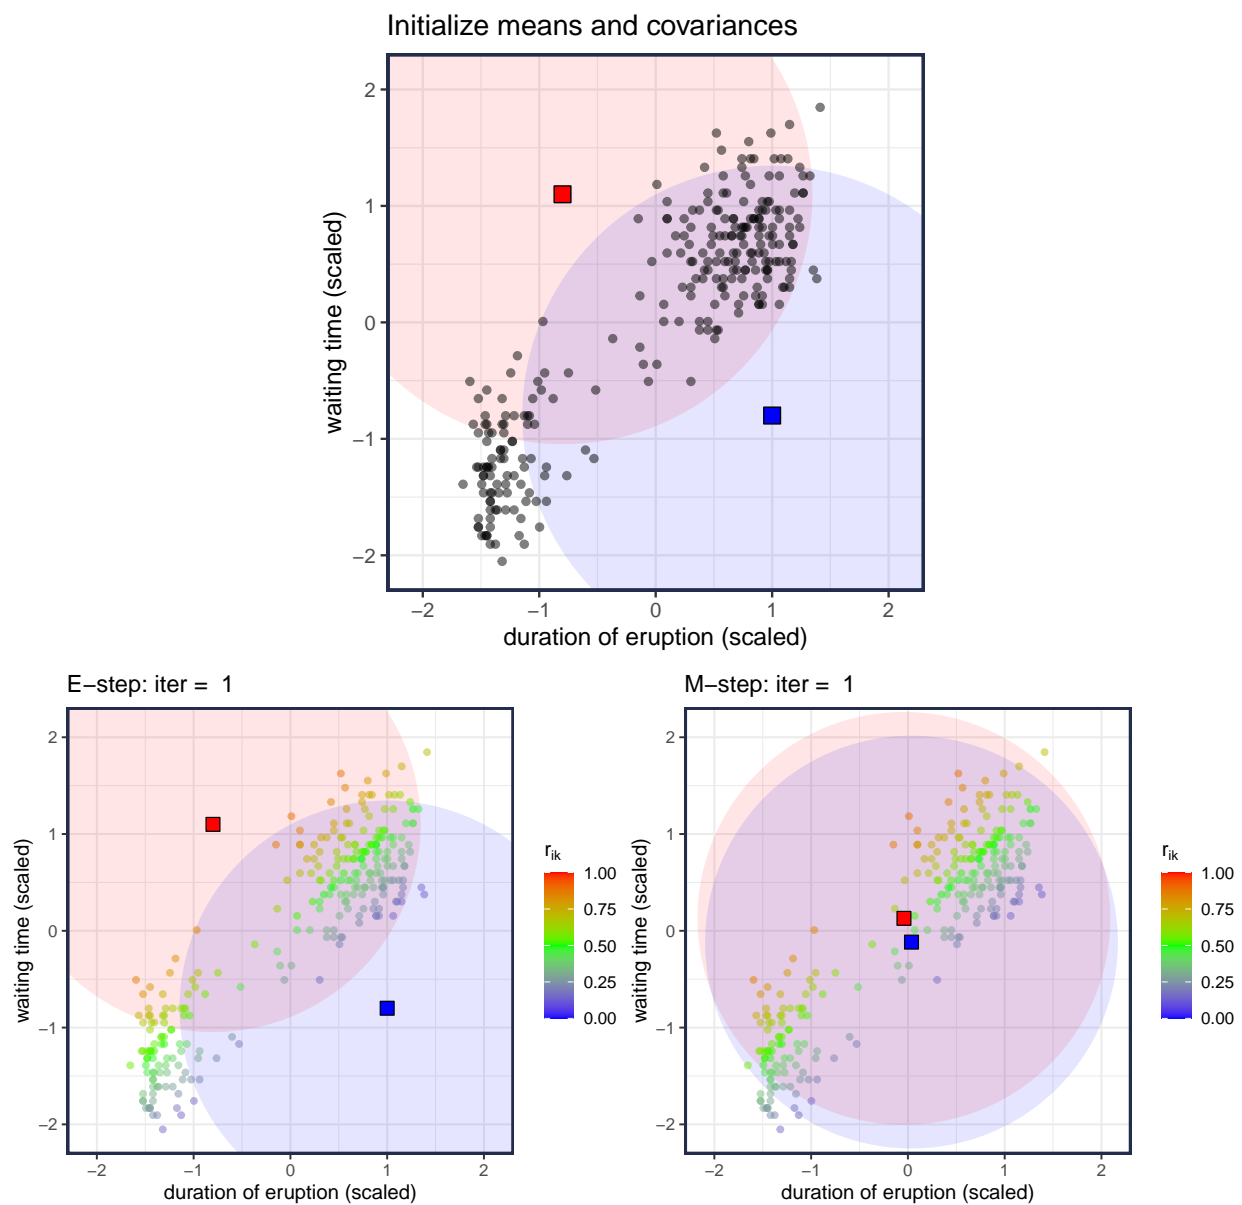 Initialize means and covariances
2
1
0
−1
−2
waiting time (scaled)
−2 −1 0 1 2
duration of eruption (scaled)
E−step: iter = 1
2
1
0
−1
−2
waiting time (scaled)
−2 −1 0 1 2
duration of eruption (scaled)
rik
1.00
0.75
0.50
0.25
0.00
M−step: iter = 1
2
1
0
−1
−2
waiting time (scaled)
−2 −1 0 1 2
duration of eruption (scaled)
rik
1.00
0.75
0.50
0.25
0.00